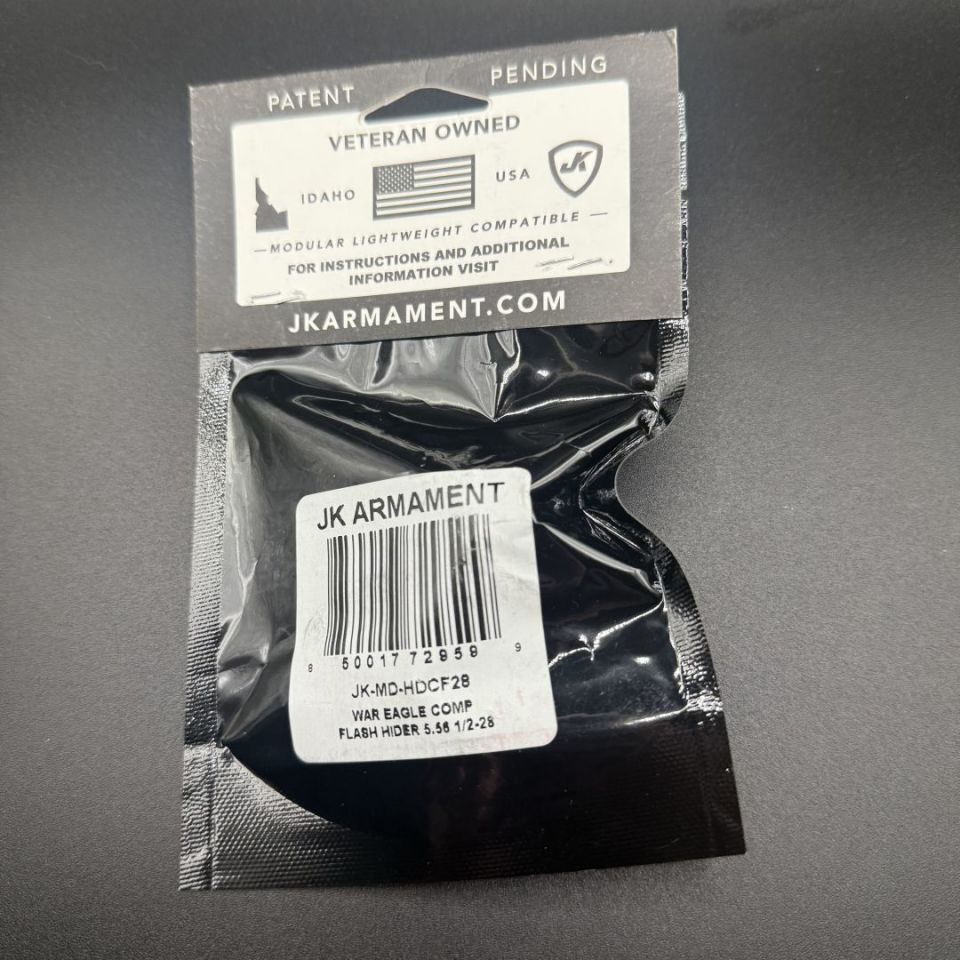 PATENT PENDING
VETERAN OWNED
IDAHO USA JK
—MODULAR LIGHTWEIGHT COMPATIBLE—
FOR INSTRUCTIONS AND ADDITIONAL
INFORMATION VISIT
JKARMAMENT.COM
JK ARMAMENT
8 50017 72959 9
JK-MD-HDCF28
WAR EAGLE COMP
FLASH HIDER 5.56 1/2-28